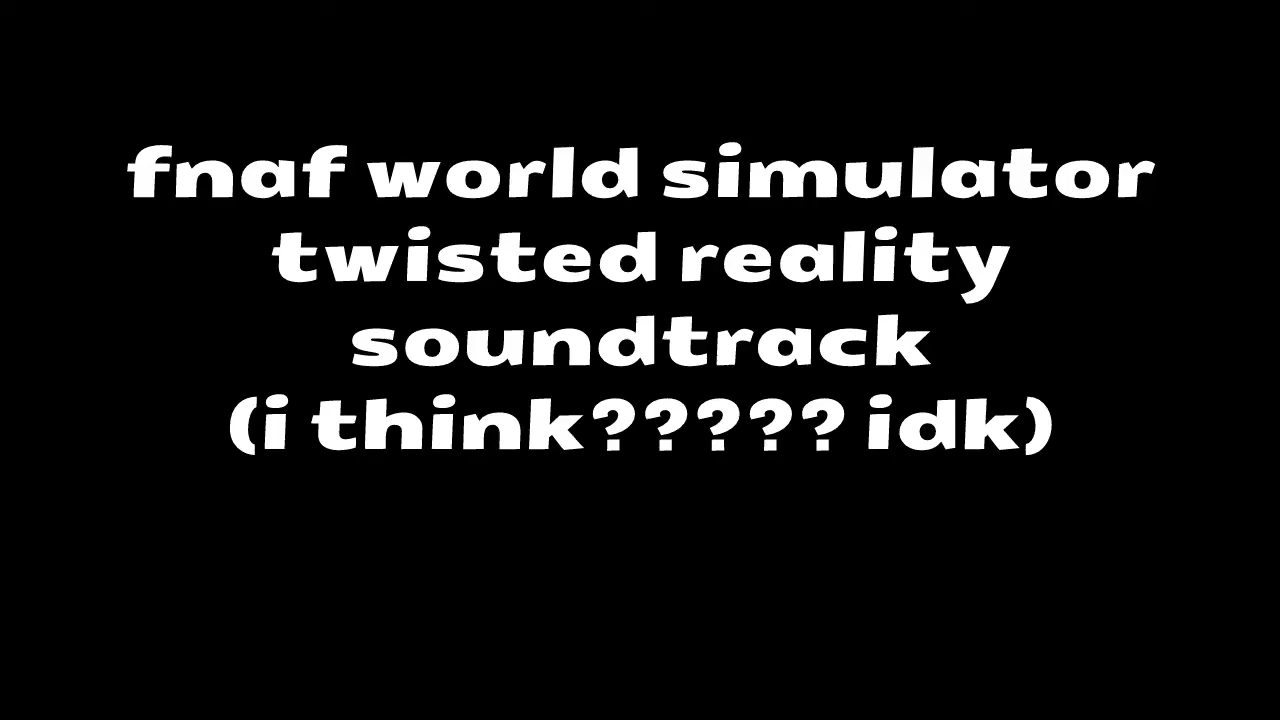 fnaf world simulator
twisted reality
soundtrack
(i think????? idk)